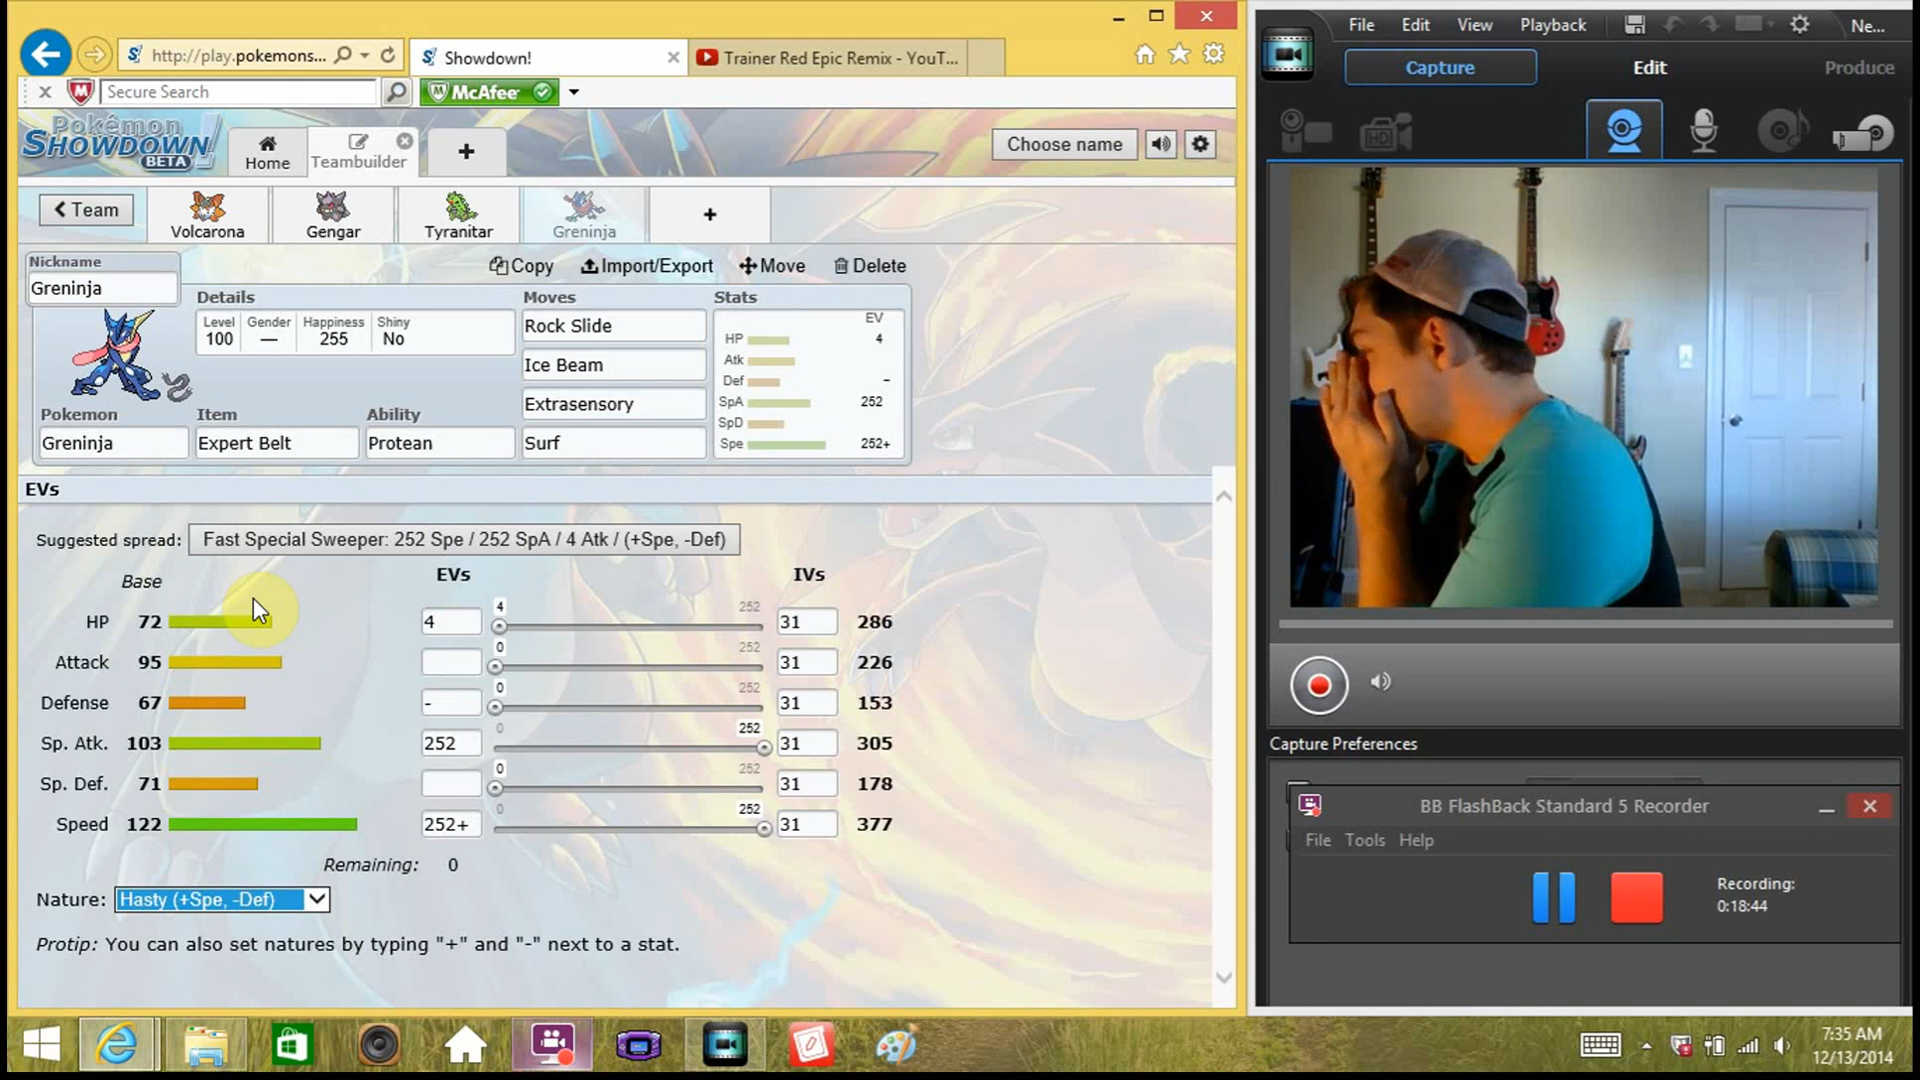 http://play.pokemons...
Showdown!
Trainer Red Epic Remix - YouT...
Secure Search
McAfee
Pokémon
SHOWDOWN!
BETA
Home
Teambuilder
+
Choose name
< Team
Volcarona
Gengar
Tyranitar
Greninja
+
Nickname
Greninja
Copy
Import/Export
Move
Delete
Details
Level
100
Gender
—
Happiness
255
Shiny
No
Pokemon
Greninja
Item
Expert Belt
Ability
Protean
Moves
Rock Slide
Ice Beam
Extrasensory
Surf
Stats
EV
HP 4
Atk
Def -
SpA 252
SpD
Spe 252+
EVs
Suggested spread: Fast Special Sweeper: 252 Spe / 252 SpA / 4 Atk / (+Spe, -Def)
Base EVs IVs
HP 72 4 4 252 31 286
Attack 95 0 252 31 226
Defense 67 - 0 252 31 153
Sp. Atk. 103 252 0 252 31 305
Sp. Def. 71 0 252 31 178
Speed 122 252+ 0 252 31 377
Remaining: 0
Nature: Hasty (+Spe, -Def)
Protip: You can also set natures by typing "+" and "-" next to a stat.
File Edit View Playback Ne...
Capture Edit Produce
HD
Capture Preferences
BB FlashBack Standard 5 Recorder
File Tools Help
Recording:
0:18:44
7:35 AM
12/13/2014